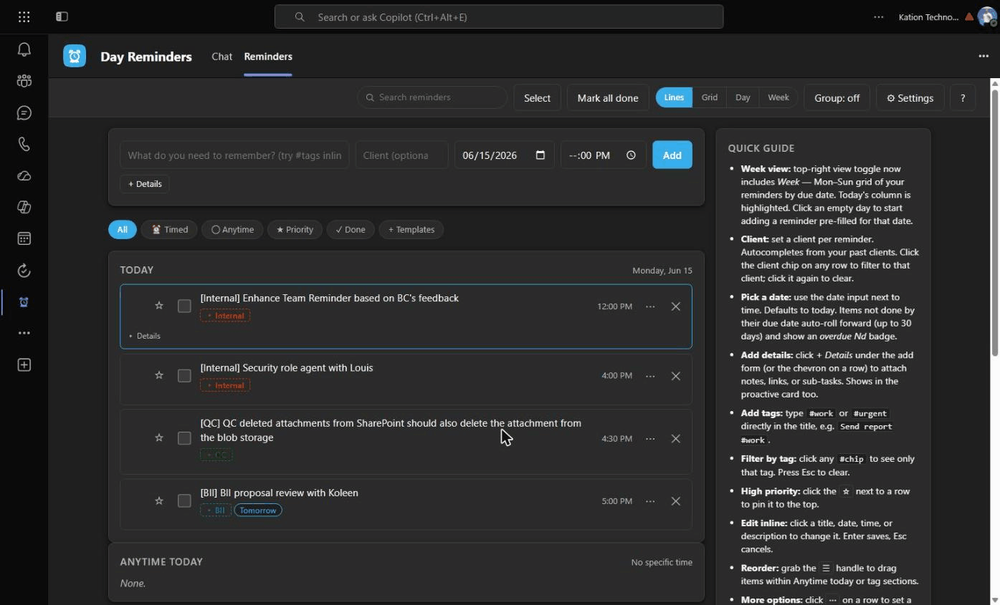 Search or ask Copilot (Ctrl+Alt+E)
Kation Techno...
Day Reminders
Chat
Reminders
Search reminders
Select
Mark all done
Lines
Grid
Day
Week
Group: off
⚙ Settings
?
What do you need to remember? (try #tags inlin
Client (optiona
06/15/2026
--:00 PM
Add
+ Details
All
⏰ Timed
◯ Anytime
★ Priority
✓ Done
+ Templates
TODAY
Monday, Jun 15
[Internal] Enhance Team Reminder based on BC's feedback
12:00 PM
Internal
Details
[Internal] Security role agent with Louis
4:00 PM
Internal
[QC] QC deleted attachments from SharePoint should also delete the attachment from
the blob storage
4:30 PM
QC
[BII] BII proposal review with Koleen
5:00 PM
BII
Tomorrow
ANYTIME TODAY
No specific time
None.
QUICK GUIDE
• Week view: top-right view toggle now
includes Week — Mon–Sun grid of your
reminders by due date. Today's column is
highlighted. Click an empty day to start
adding a reminder pre-filled for that date.
• Client: set a client per reminder.
Autocompletes from your past clients. Click
the client chip on any row to filter to that
client; click it again to clear.
• Pick a date: use the date input next to
time. Defaults to today. Items not done by
their due date auto-roll forward (up to 30
days) and show an overdue Nd badge.
• Add details: click + Details under the add
form (or the chevron on a row) to attach
notes, links, or sub-tasks. Shows in the
proactive card too.
• Add tags: type #work or #urgent
directly in the title, e.g. Send report
#work .
• Filter by tag: click any #chip to see only
that tag. Press Esc to clear.
• High priority: click the ☆ next to a row
to pin it to the top.
• Edit inline: click a title, date, time, or
description to change it. Enter saves, Esc
cancels.
• Reorder: grab the ☰ handle to drag
items within Anytime today or tag sections.
• More options: click ⋯ on a row to set a